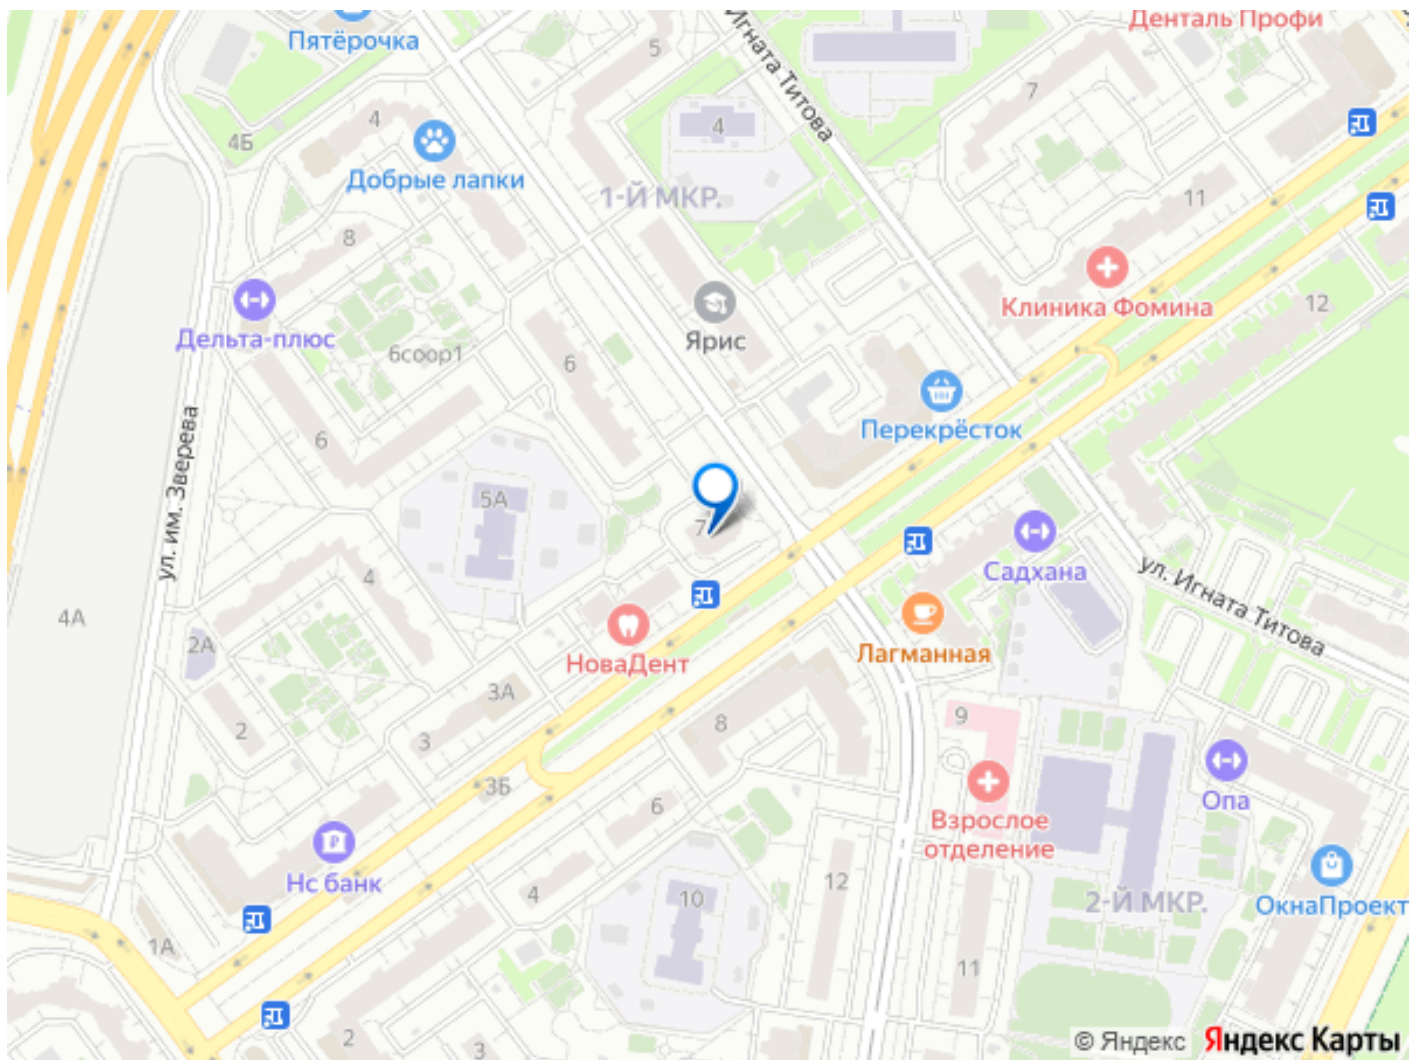 Денталь Профи
Пятёрочка
Игната Титова
5
7
4
4
4Б
Добрые лапки
1-Й МКР.
11
8
Клиника Фомина
12
Дельта-плюс
Ярис
6соор1
6
Перекрёсток
6
ул. им. Зверева
5А
7
Садхана
ул. Игната Титова
4
4А
2А
НоваДент
Лагманная
3А
2
3
8
9
3Б
6
Опа
Взрослое
отделение
Нс банк
4
10
12
2-Й МКР.
ОкнаПроект
1А
11
2
3
© Яндекс Яндекс Карты